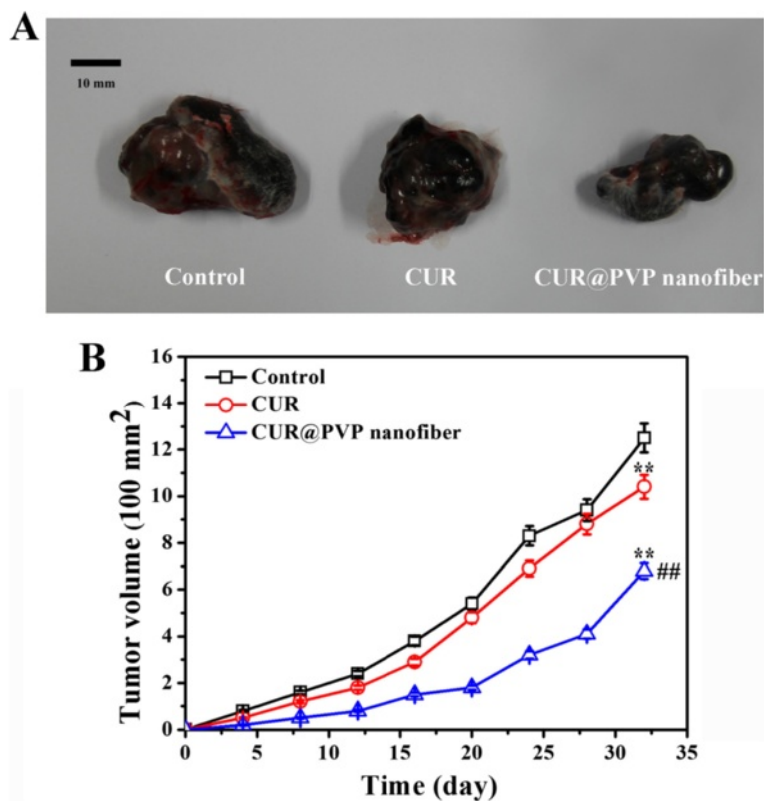 A
10 mm
Control CUR CUR@PVP nanofiber
B
Control
CUR
CUR@PVP nanofiber
Tumor volume (100 mm²)
16
14
12
10
8
6
4
2
0
**
**
##
0 5 10 15 20 25 30 35
Time (day)